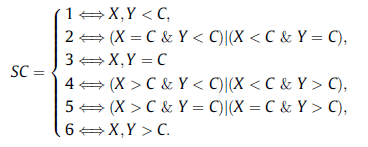 1 ⟺ X,Y < C,
2 ⟺ (X = C & Y < C)|(X < C & Y = C),
SC = { 3 ⟺ X,Y = C
4 ⟺ (X > C & Y < C)|(X < C & Y > C),
5 ⟺ (X > C & Y = C)|(X = C & Y > C),
6 ⟺ X,Y > C.